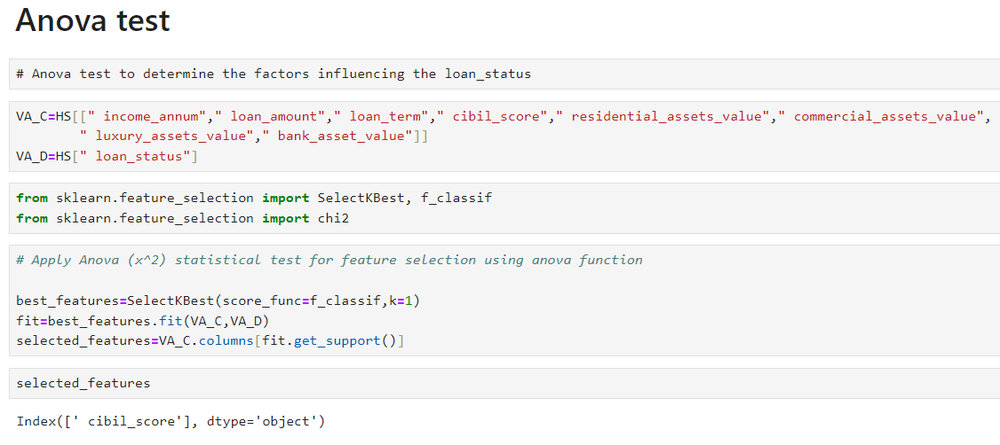 Anova test
# Anova test to determine the factors influencing the loan_status
VA_C=HS[[" income_annum"," loan_amount"," loan_term"," cibil_score"," residential_assets_value"," commercial_assets_value",
        " luxury_assets_value"," bank_asset_value"]]
VA_D=HS[" loan_status"]
from sklearn.feature_selection import SelectKBest, f_classif
from sklearn.feature_selection import chi2
# Apply Anova (x^2) statistical test for feature selection using anova function
best_features=SelectKBest(score_func=f_classif,k=1)
fit=best_features.fit(VA_C,VA_D)
selected_features=VA_C.columns[fit.get_support()]
selected_features
Index([' cibil_score'], dtype='object')